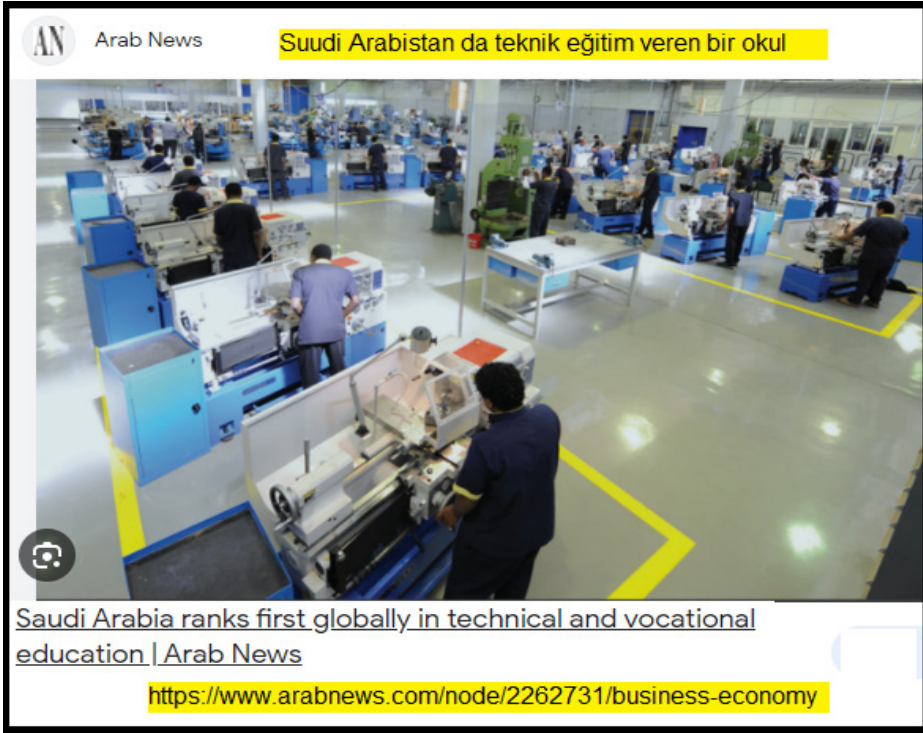 AN Arab News
Suudi Arabistan da teknik eğitim veren bir okul
Saudi Arabia ranks first globally in technical and vocational
education | Arab News
https://www.arabnews.com/node/2262731/business-economy